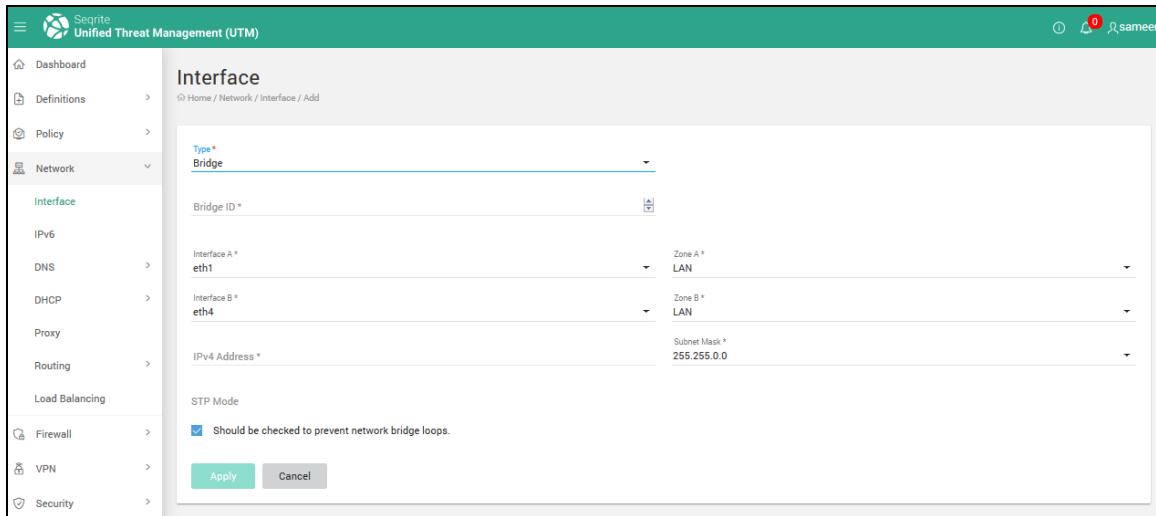 Seqrite
Unified Threat Management (UTM)
0
sameer
Dashboard
Definitions
Policy
Network
Interface
IPv6
DNS
DHCP
Proxy
Routing
Load Balancing
Firewall
VPN
Security
Interface
Home / Network / Interface / Add
Type *
Bridge
Bridge ID *
Interface A *
eth1
Zone A *
LAN
Interface B *
eth4
Zone B *
LAN
IPv4 Address *
Subnet Mask *
255.255.0.0
STP Mode
Should be checked to prevent network bridge loops.
Apply
Cancel